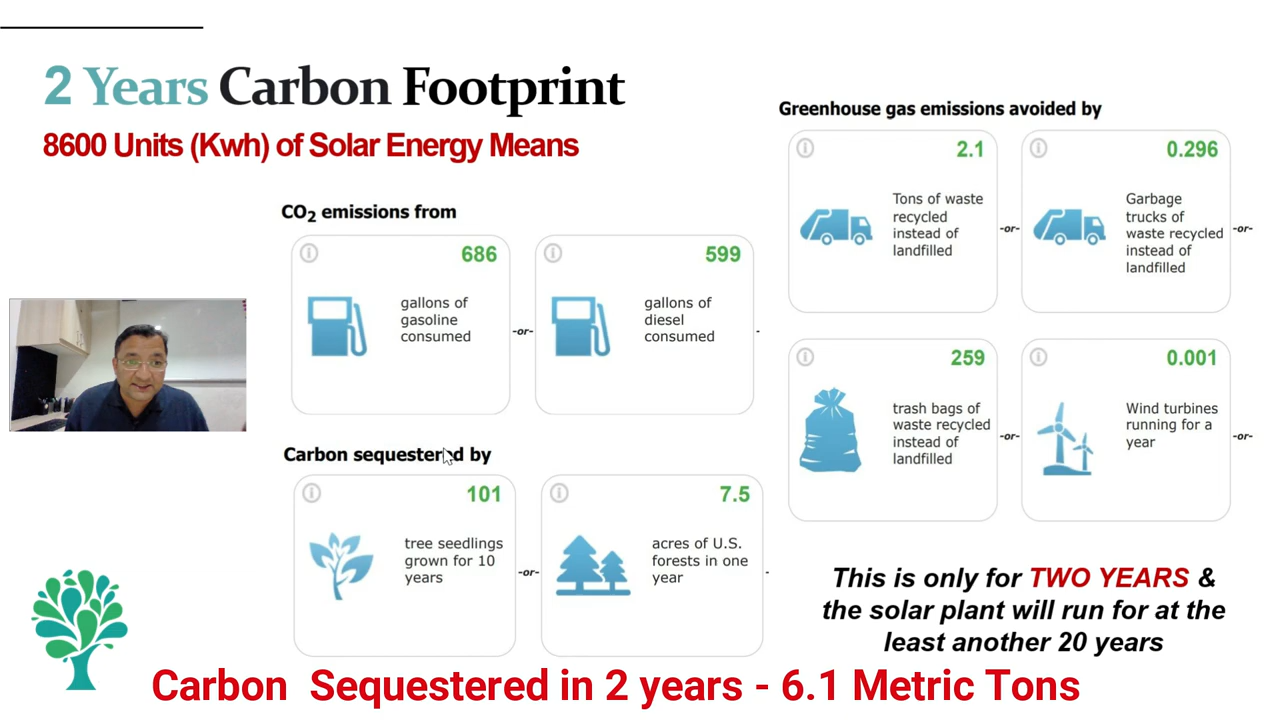 2 Years Carbon Footprint
8600 Units (Kwh) of Solar Energy Means
CO2 emissions from
686
gallons of
gasoline
consumed
-or-
599
gallons of
diesel
consumed
-
Carbon sequestered by
101
tree seedlings
grown for 10
years
-or-
7.5
acres of U.S.
forests in one
year
-
Greenhouse gas emissions avoided by
2.1
Tons of waste
recycled
instead of
landfilled
-or-
0.296
Garbage
trucks of
waste recycled
instead of
landfilled
-or-
259
trash bags of
waste recycled
instead of
landfilled
-or-
0.001
Wind turbines
running for a
year
-or-
This is only for TWO YEARS &
the solar plant will run for at the
least another 20 years
Carbon Sequestered in 2 years - 6.1 Metric Tons